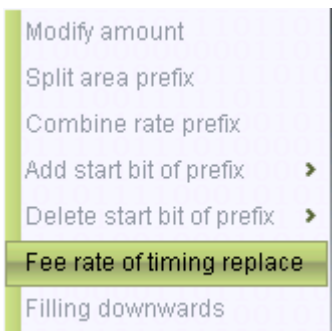 Modify amount
Split area prefix
Combine rate prefix
Add start bit of prefix
Delete start bit of prefix
Fee rate of timing replace
Filling downwards